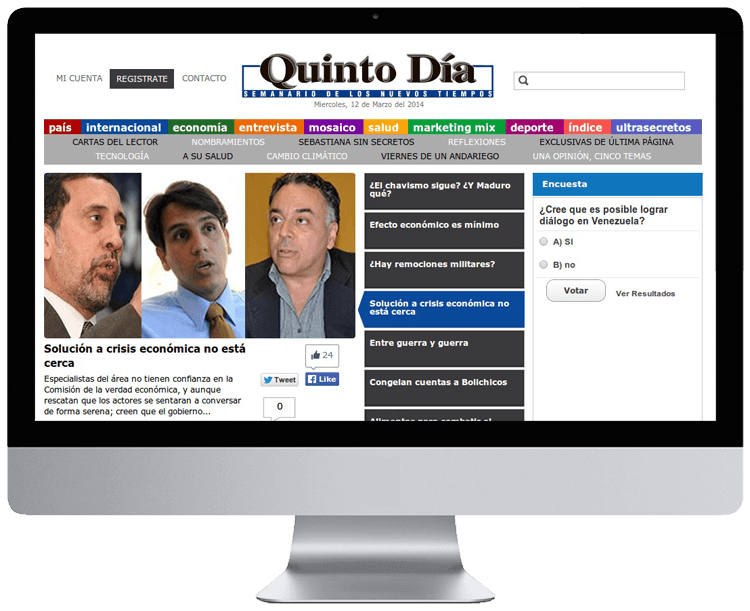 MI CUENTA
REGISTRATE
CONTACTO
Quinto Día
SEMANARIO DE LOS NUEVOS TIEMPOS
Miercoles, 12 de Marzo del 2014
país internacional economía entrevista mosaico salud marketing mix deporte índice ultrasecretos
CARTAS DEL LECTOR NOMBRAMIENTOS SEBASTIANA SIN SECRETOS REFLEXIONES EXCLUSIVAS DE ÚLTIMA PÁGINA
TECNOLOGÍA A SU SALUD CAMBIO CLIMÁTICO VIERNES DE UN ANDARIEGO UNA OPINIÓN, CINCO TEMAS
Solución a crisis económica no está
cerca
Especialistas del área no tienen confianza en la
Comisión de la verdad económica, y aunque
rescatan que los actores se sentaran a conversar
de forma serena; creen que el gobierno...
24
Tweet
Like
0
¿El chavismo sigue? ¿Y Maduro
qué?
Efecto económico es mínimo
¿Hay remociones militares?
Solución a crisis económica no
está cerca
Entre guerra y guerra
Congelan cuentas a Bolichicos
Encuesta
¿Cree que es posible lograr
diálogo en Venezuela?
A) Si
B) no
Votar
Ver Resultados